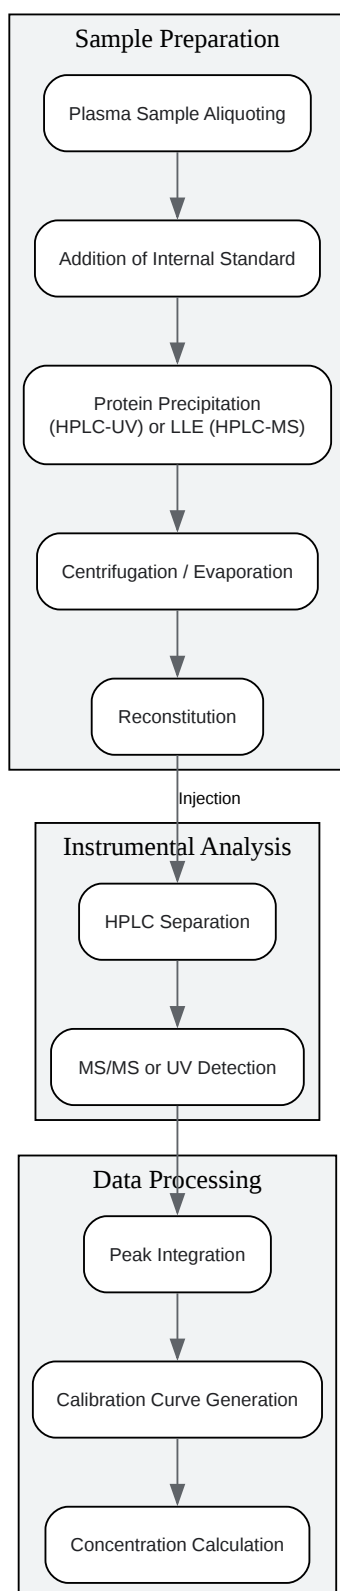 Sample Preparation
Plasma Sample Aliquoting
Addition of Internal Standard
Protein Precipitation
(HPLC-UV) or LLE (HPLC-MS)
Centrifugation / Evaporation
Reconstitution
Injection
Instrumental Analysis
HPLC Separation
MS/MS or UV Detection
Data Processing
Peak Integration
Calibration Curve Generation
Concentration Calculation